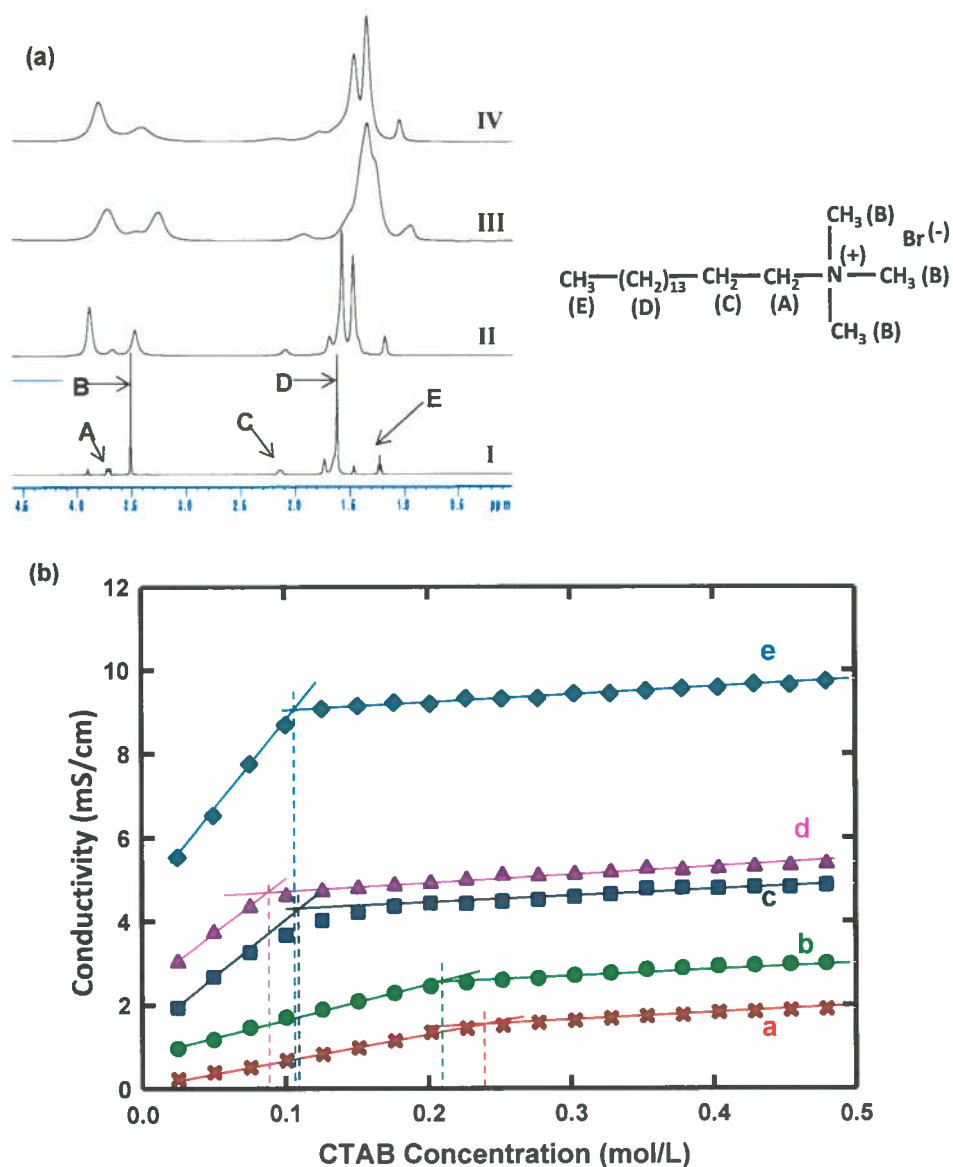 (a)
IV
III
II
I
B
D
E
A
C
4.5 4.0 3.5 3.0 2.5 2.0 1.5 1.0 0.5 ppm
CH₃ (B)
Br(-)
(+)
CH₃—(CH₂)₁₃—CH₂—CH₂—N—CH₃ (B)
(E) (D) (C) (A)
CH₃ (B)
(b)
12
10
8
6
4
2
0
Conductivity (mS/cm)
e
d
c
b
a
0.0 0.1 0.2 0.3 0.4 0.5
CTAB Concentration (mol/L)